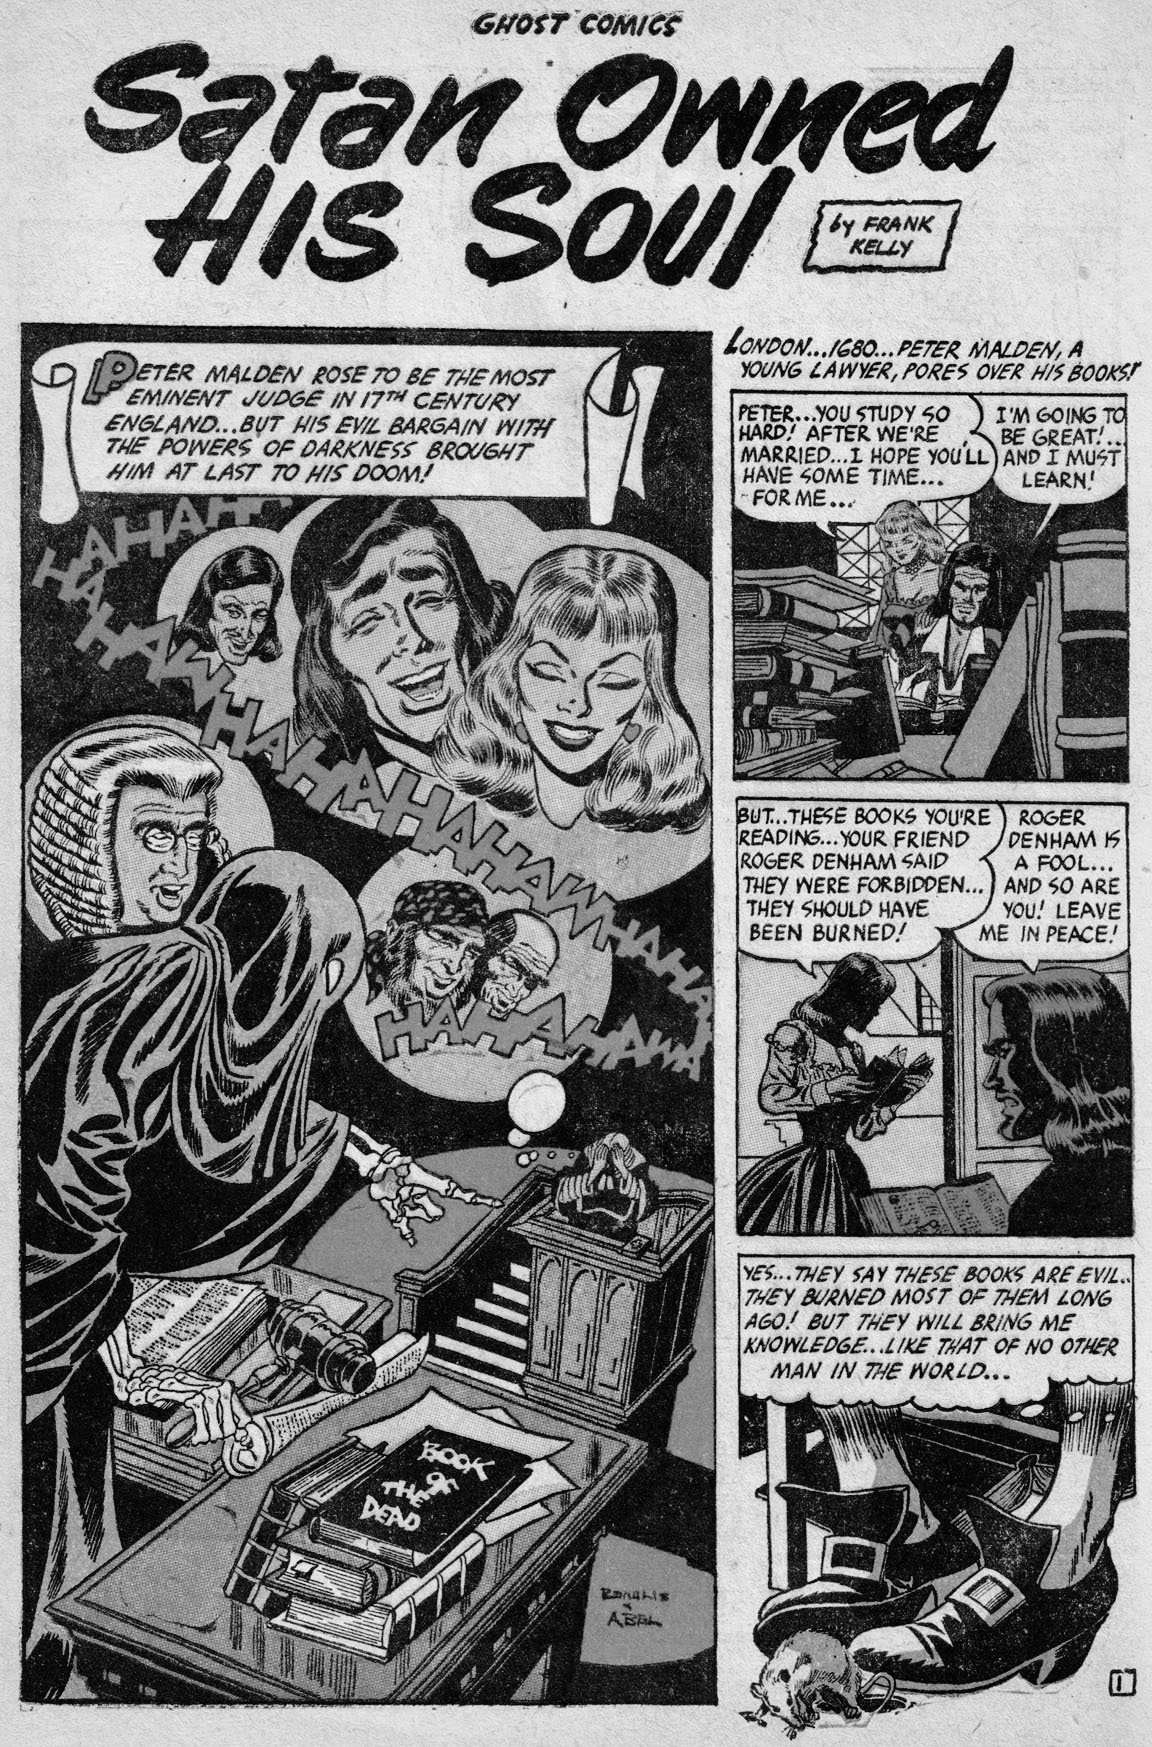 GHOST COMICS
Satan Owned
HIS SOUL
by FRANK
KELLY
PETER MALDEN ROSE TO BE THE MOST
EMINENT JUDGE IN 17TH CENTURY
ENGLAND...BUT HIS EVIL BARGAIN WITH
THE POWERS OF DARKNESS BROUGHT
HIM AT LAST TO HIS DOOM!
HAHAHA
HAHAHAWHAHAHAHAHAHAHAWHAHAHA
HAHAHAHAWA
BOOK
OF
THE
DEAD
ABEL
LONDON...1680...PETER MALDEN, A
YOUNG LAWYER, PORES OVER HIS BOOKS!
PETER...YOU STUDY SO
HARD! AFTER WE'RE
MARRIED...I HOPE YOU'LL
HAVE SOME TIME...
FOR ME...
I'M GOING TO
BE GREAT!...
AND I MUST
LEARN!
BUT...THESE BOOKS YOU'RE
READING...YOUR FRIEND
ROGER DENHAM SAID
THEY WERE FORBIDDEN...
THEY SHOULD HAVE
BEEN BURNED!
ROGER
DENHAM IS
A FOOL...
AND SO ARE
YOU! LEAVE
ME IN PEACE!
YES...THEY SAY THESE BOOKS ARE EVIL..
THEY BURNED MOST OF THEM LONG
AGO! BUT THEY WILL BRING ME
KNOWLEDGE...LIKE THAT OF NO OTHER
MAN IN THE WORLD...
1